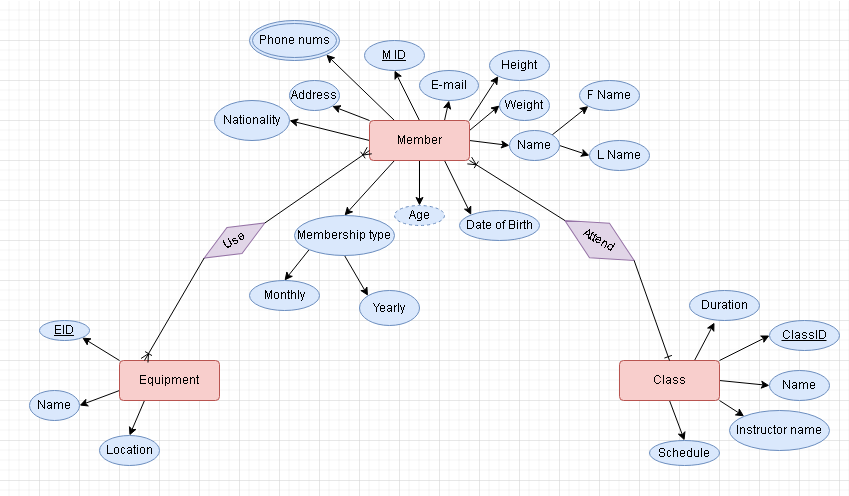 Phone nums
M ID
Height
E-mail
Address
Weight
F Name
Nationality
Member
Name
L Name
Age
Date of Birth
Use
Membership type
Attend
Monthly
Yearly
Duration
EID
ClassID
Equipment
Class
Name
Name
Instructor name
Location
Schedule